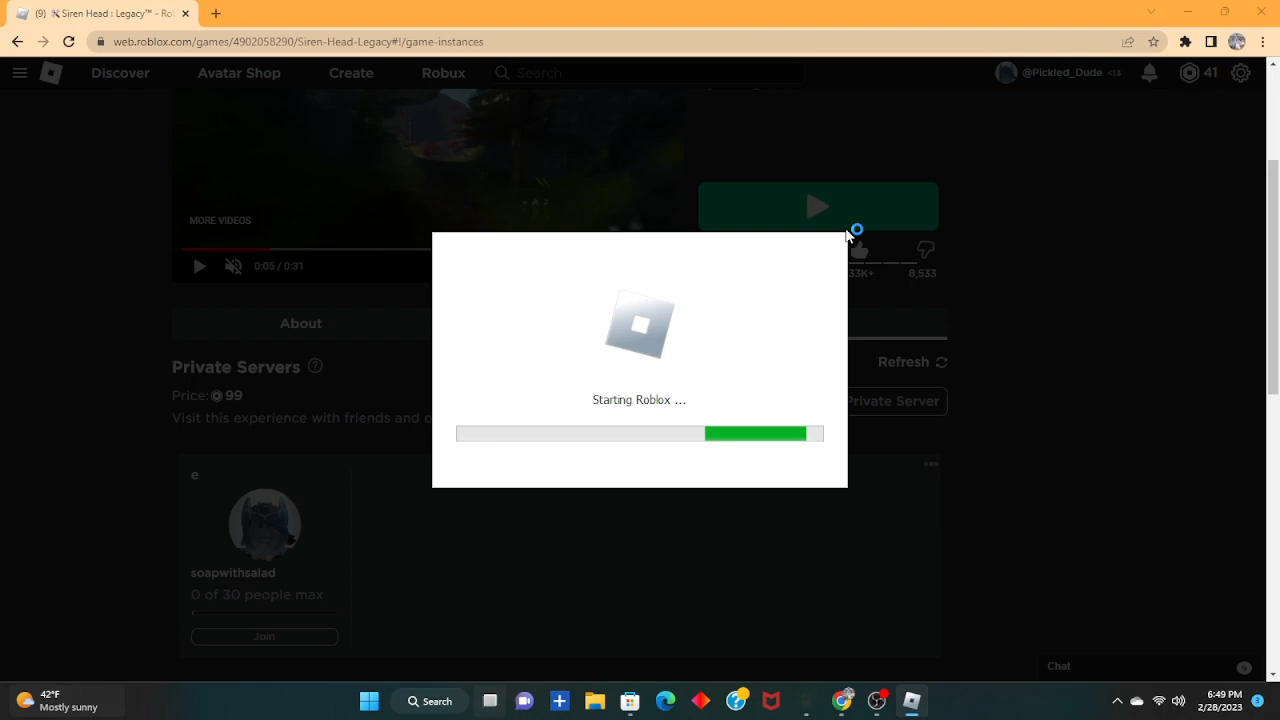 (9) 🛠Siren Head : Legacy™ - Ro
web.roblox.com/games/4902058290/Siren-Head-Legacy#!/game-instances
Discover Avatar Shop Create Robux Search @Pickled_Dude <13 41
MORE VIDEOS
0:05 / 0:31
33K+ 8,533
About
Starting Roblox ...
Private Servers
Refresh
Price: 99
Private Server
Visit this experience with friends and o
e
soapwithsalad
0 of 30 people max
Join
Chat
42°F
Mostly sunny
Search
6:49 PM
2/28/2023
3